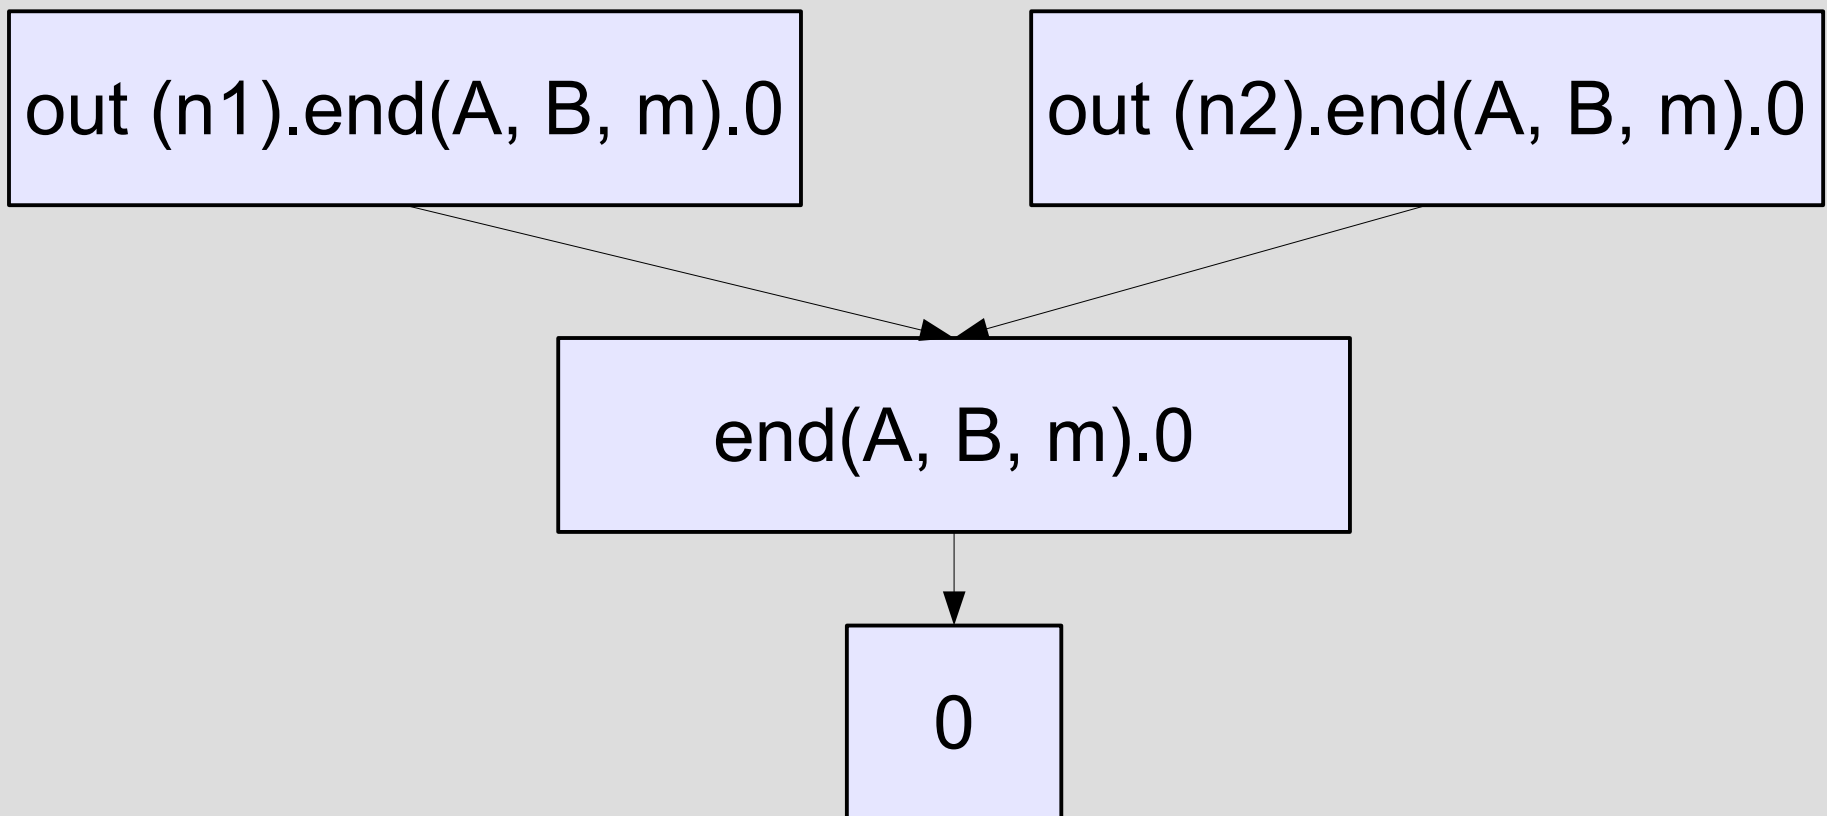 out (n1).end(A, B, m).0
out (n2).end(A, B, m).0
end(A, B, m).0
0